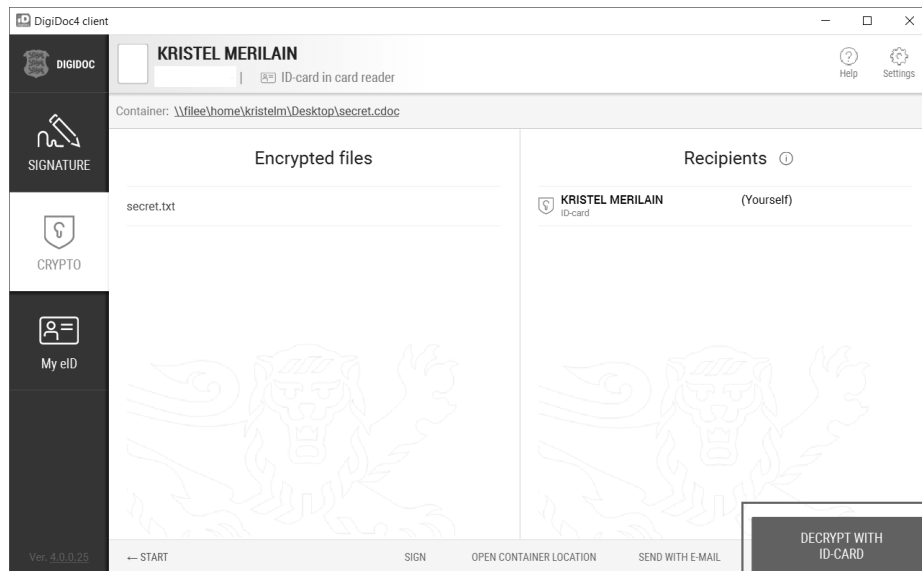 DigiDoc4 client
DIGIDOC
KRISTEL MERILAIN
| ID-card in card reader
Help
Settings
Container: \\filee\home\kristelm\Desktop\secret.cdoc
SIGNATURE
CRYPTO
My eID
Encrypted files
secret.txt
Recipients
KRISTEL MERILAIN (Yourself)
ID-card
Ver. 4.0.0.25
← START
SIGN
OPEN CONTAINER LOCATION
SEND WITH E-MAIL
DECRYPT WITH
ID-CARD